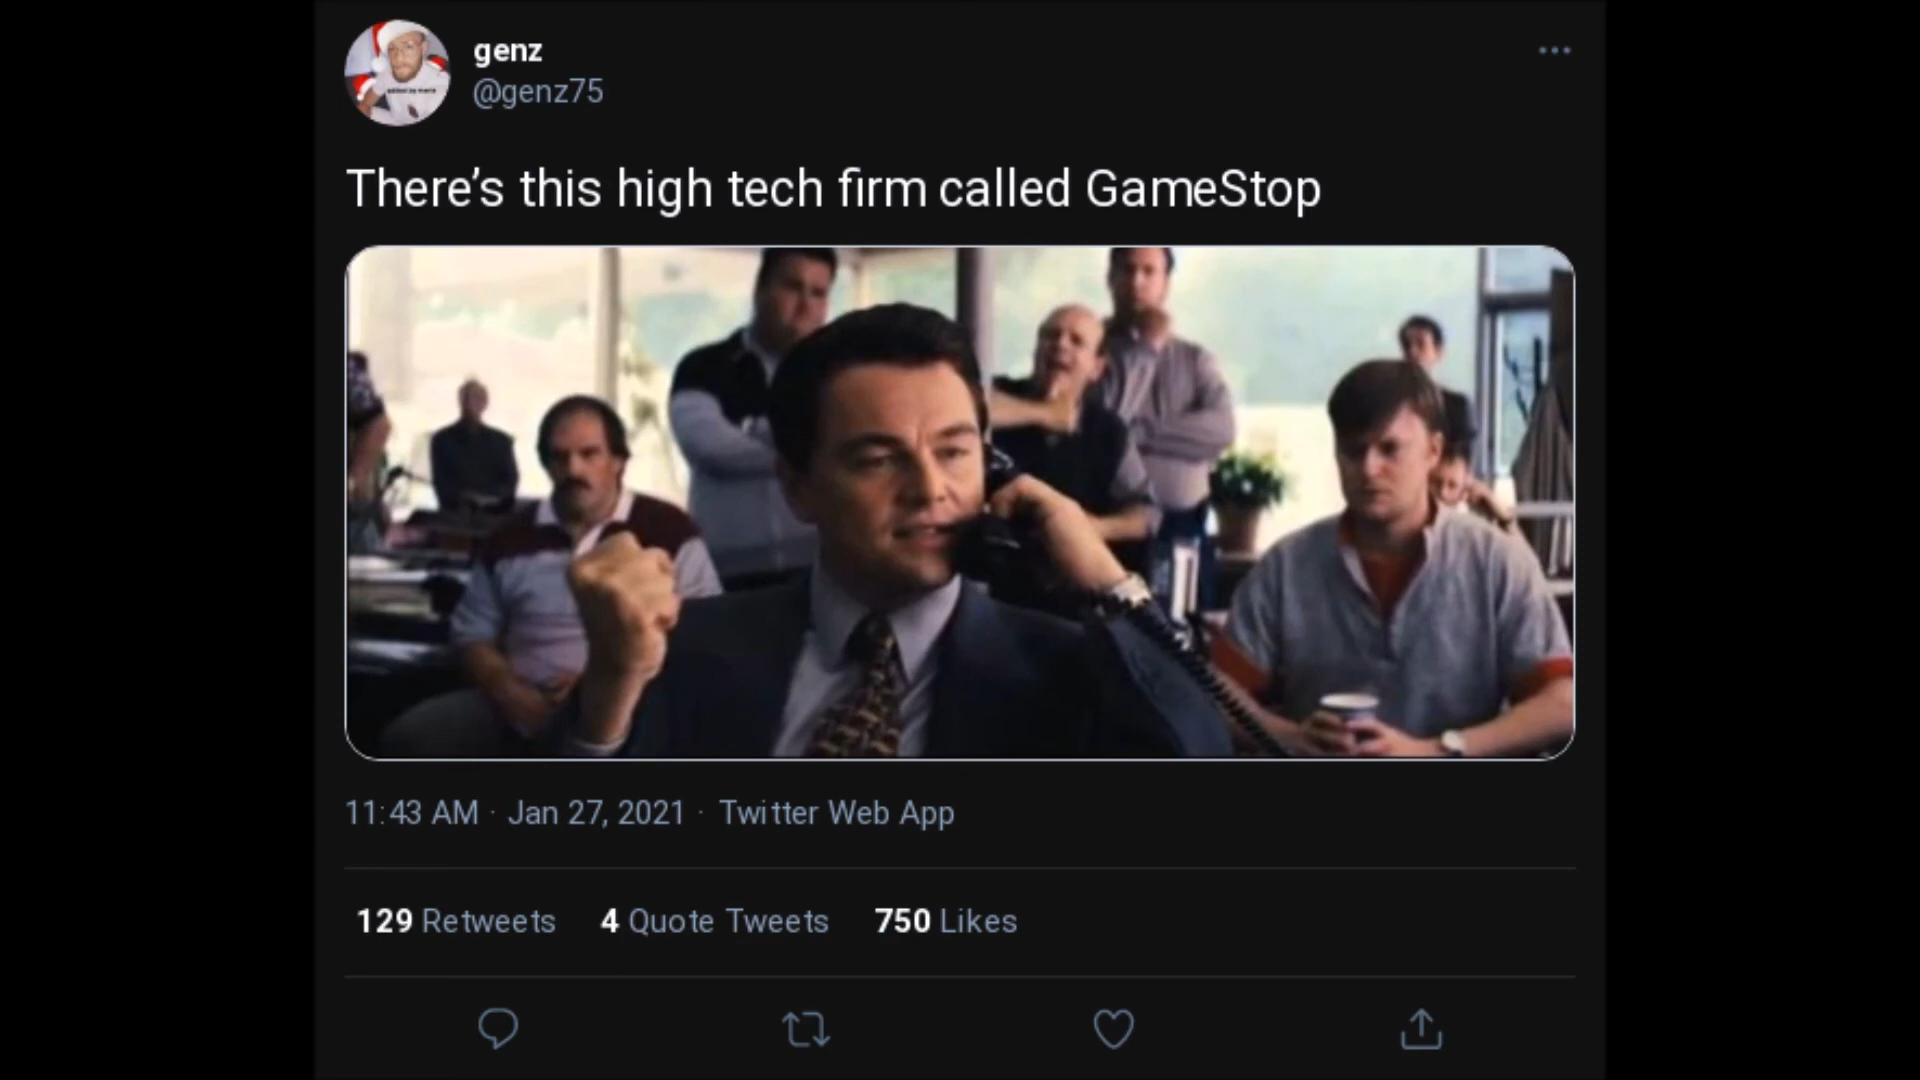 genz
@genz75
There’s this high tech firm called GameStop
11:43 AM · Jan 27, 2021 · Twitter Web App
129 Retweets 4 Quote Tweets 750 Likes